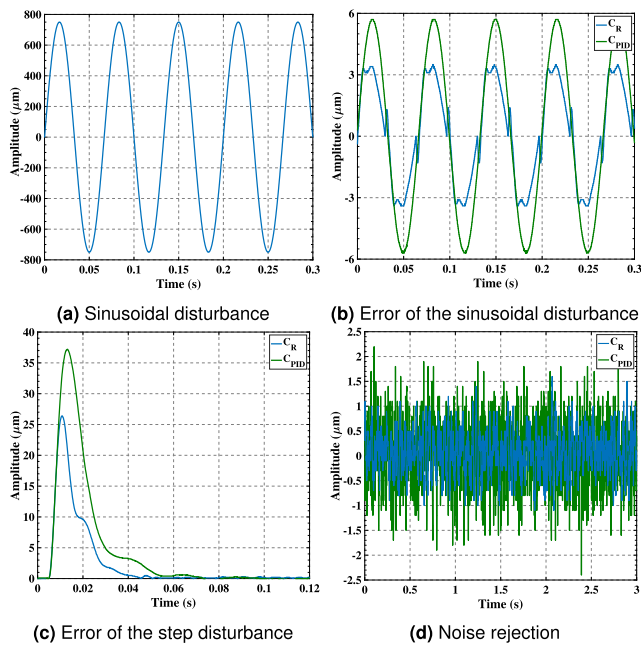 800
600
400
200
0
-200
-400
-600
-800
Amplitude (μm)
0 0.05 0.1 0.15 0.2 0.25 0.3
Time (s)
(a) Sinusoidal disturbance
6
3
0
-3
-6
Amplitude (μm)
C_R
C_PID
0 0.05 0.1 0.15 0.2 0.25 0.3
Time (s)
(b) Error of the sinusoidal disturbance
40
35
30
25
20
15
10
5
0
Amplitude (μm)
C_R
C_PID
0 0.02 0.04 0.06 0.08 0.1 0.12
Time (s)
(c) Error of the step disturbance
2.5
2
1.5
1
0.5
0
-0.5
-1
-1.5
-2
-2.5
Amplitude (μm)
C_R
C_PID
0 0.5 1 1.5 2 2.5 3
Time (s)
(d) Noise rejection